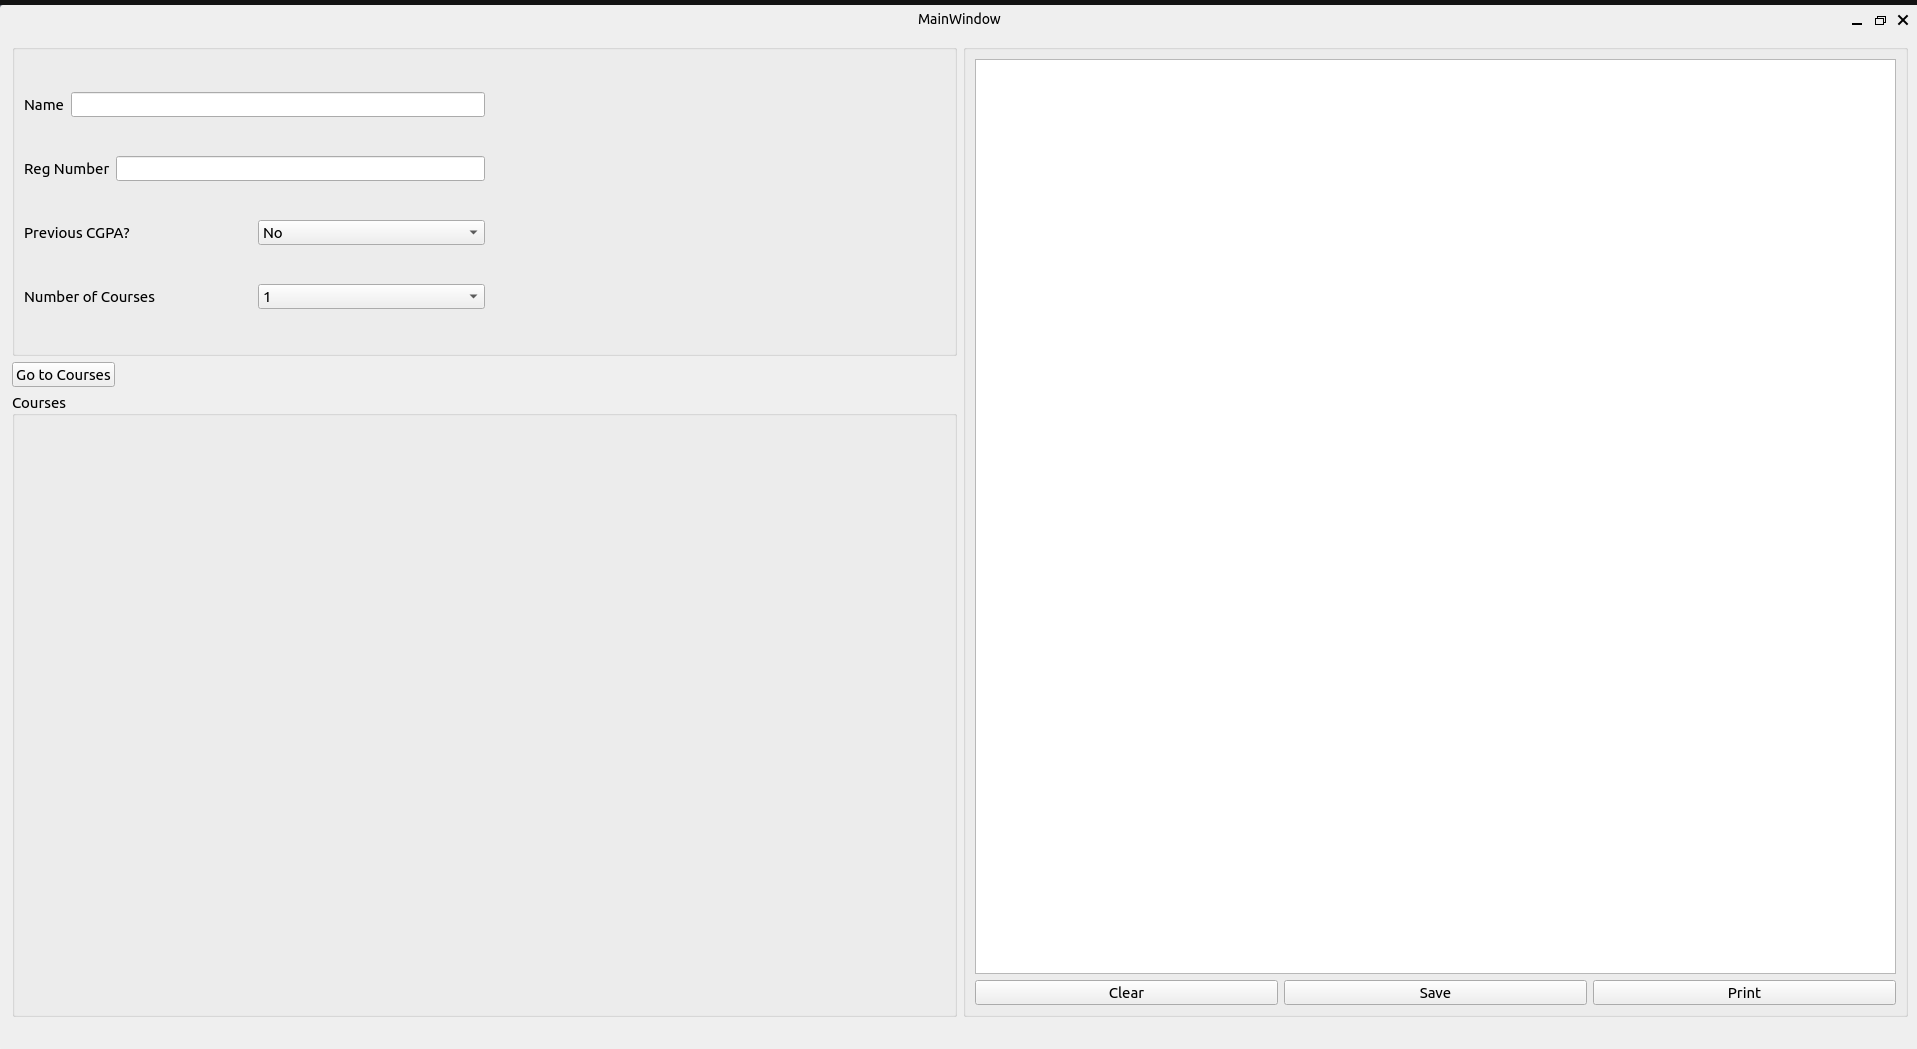 MainWindow
Name
Reg Number
Previous CGPA? No
Number of Courses 1
Go to Courses
Courses
Clear Save Print